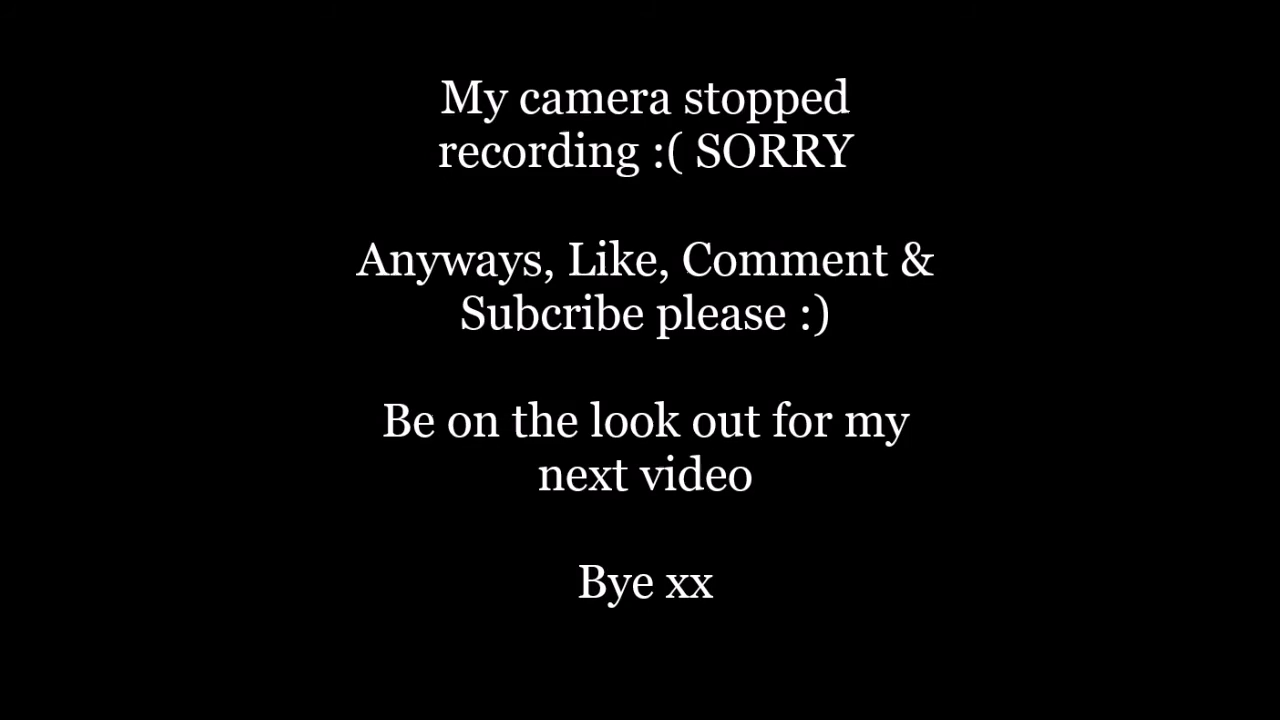 My camera stopped
recording :( SORRY
Anyways, Like, Comment &
Subcribe please :)
Be on the look out for my
next video
Bye xx